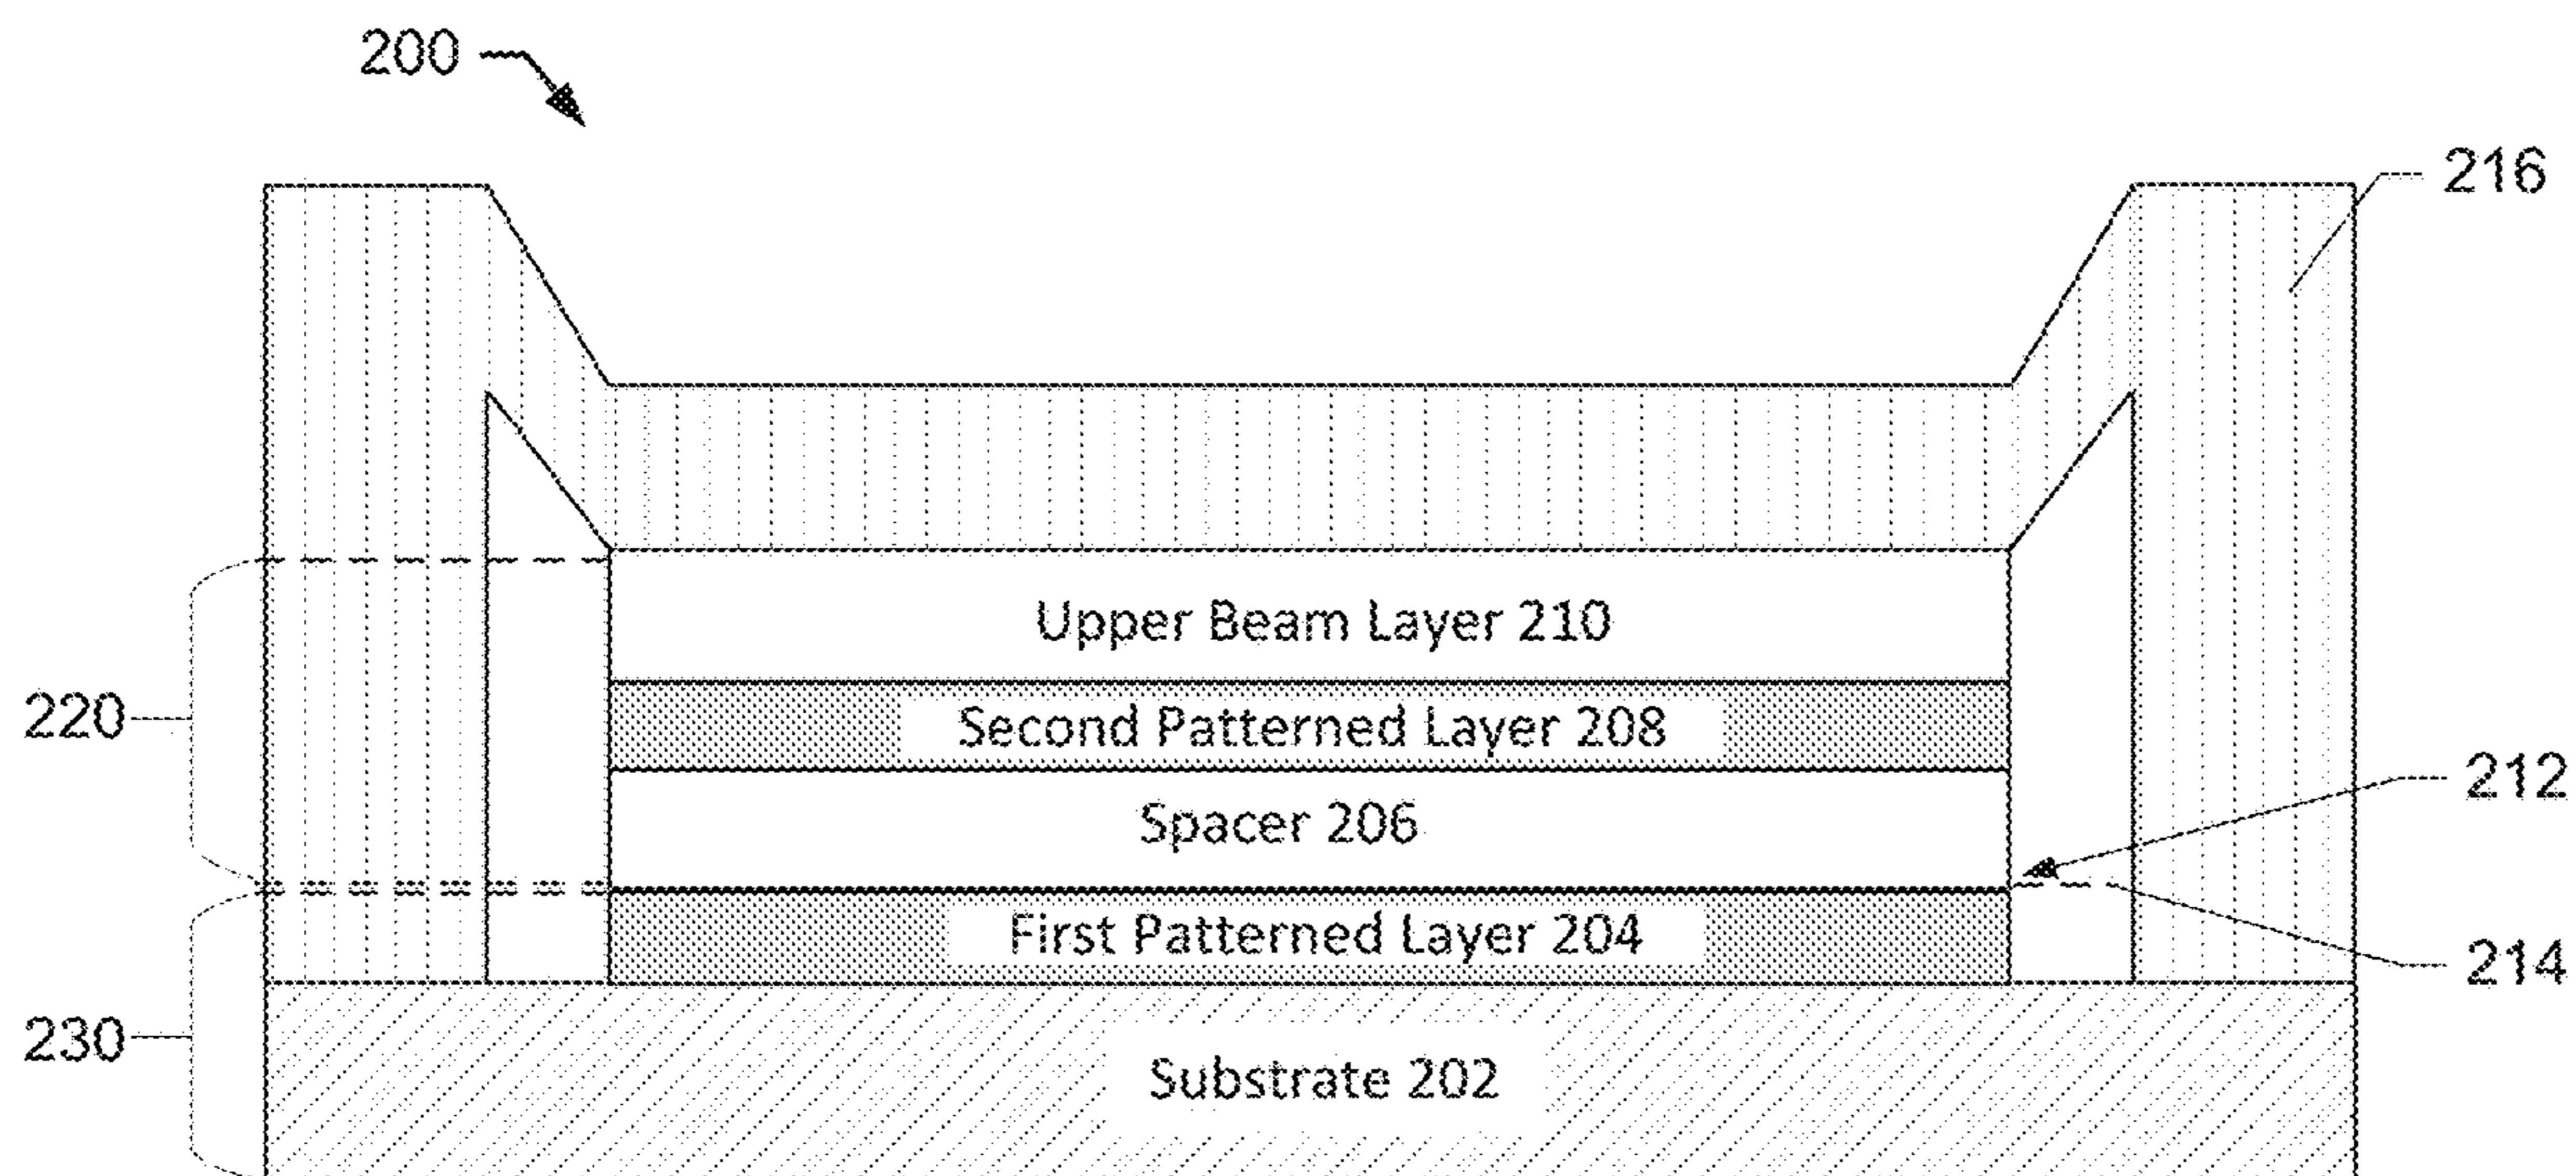 200
216
Upper Beam Layer 210
220
Second Patterned Layer 208
212
Spacer 206
First Patterned Layer 204
214
230
Substrate 202